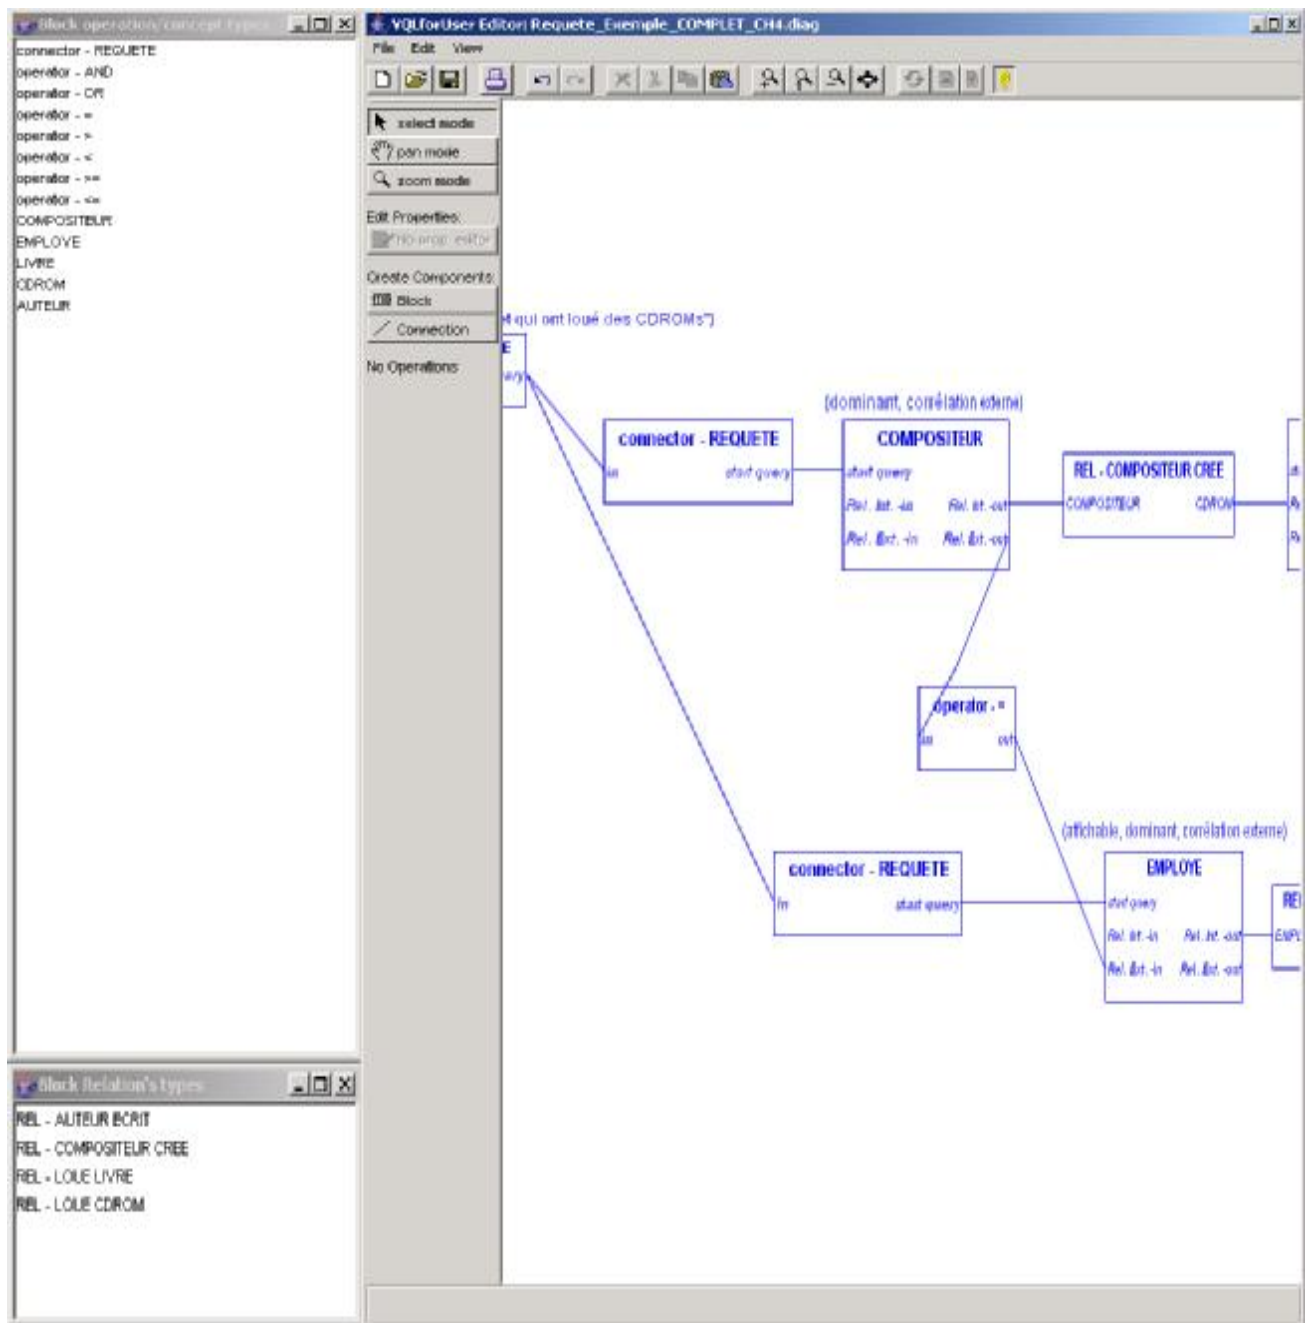 Block operation/concept types
connector - REQUETE
operator - AND
operator - OR
operator - =
operator - >
operator - <
operator - >=
operator - <=
COMPOSITEUR
EMPLOYE
LIVRE
CDROM
AUTEUR
Block Relation's types
REL - AUTEUR ECRIT
REL - COMPOSITEUR CREE
REL - LOUE LIVRE
REL - LOUE CDROM
VQLforUser Editor: Requete_Exemple_COMPLET_CH4.diag
File Edit View
select mode
pan mode
zoom mode
Edit Properties:
No prop. editor
Create Components:
Block
Connection
No Operations
qui ont loué des CDROMs")
E
ery
(dominant, corrélation externe)
connector - REQUETE
in start query
COMPOSITEUR
start query
Rel. Int. -in Rel. Int. -out
Rel. Ext. -in Rel. Ext. -out
REL - COMPOSITEUR CREE
COMPOSITEUR CDROM
operator - =
in out
(affichable, dominant, corrélation externe)
connector - REQUETE
in start query
EMPLOYE
start query
Rel. Int. -in Rel. Int. -out
Rel. Ext. -in Rel. Ext. -out
RE
EMPL